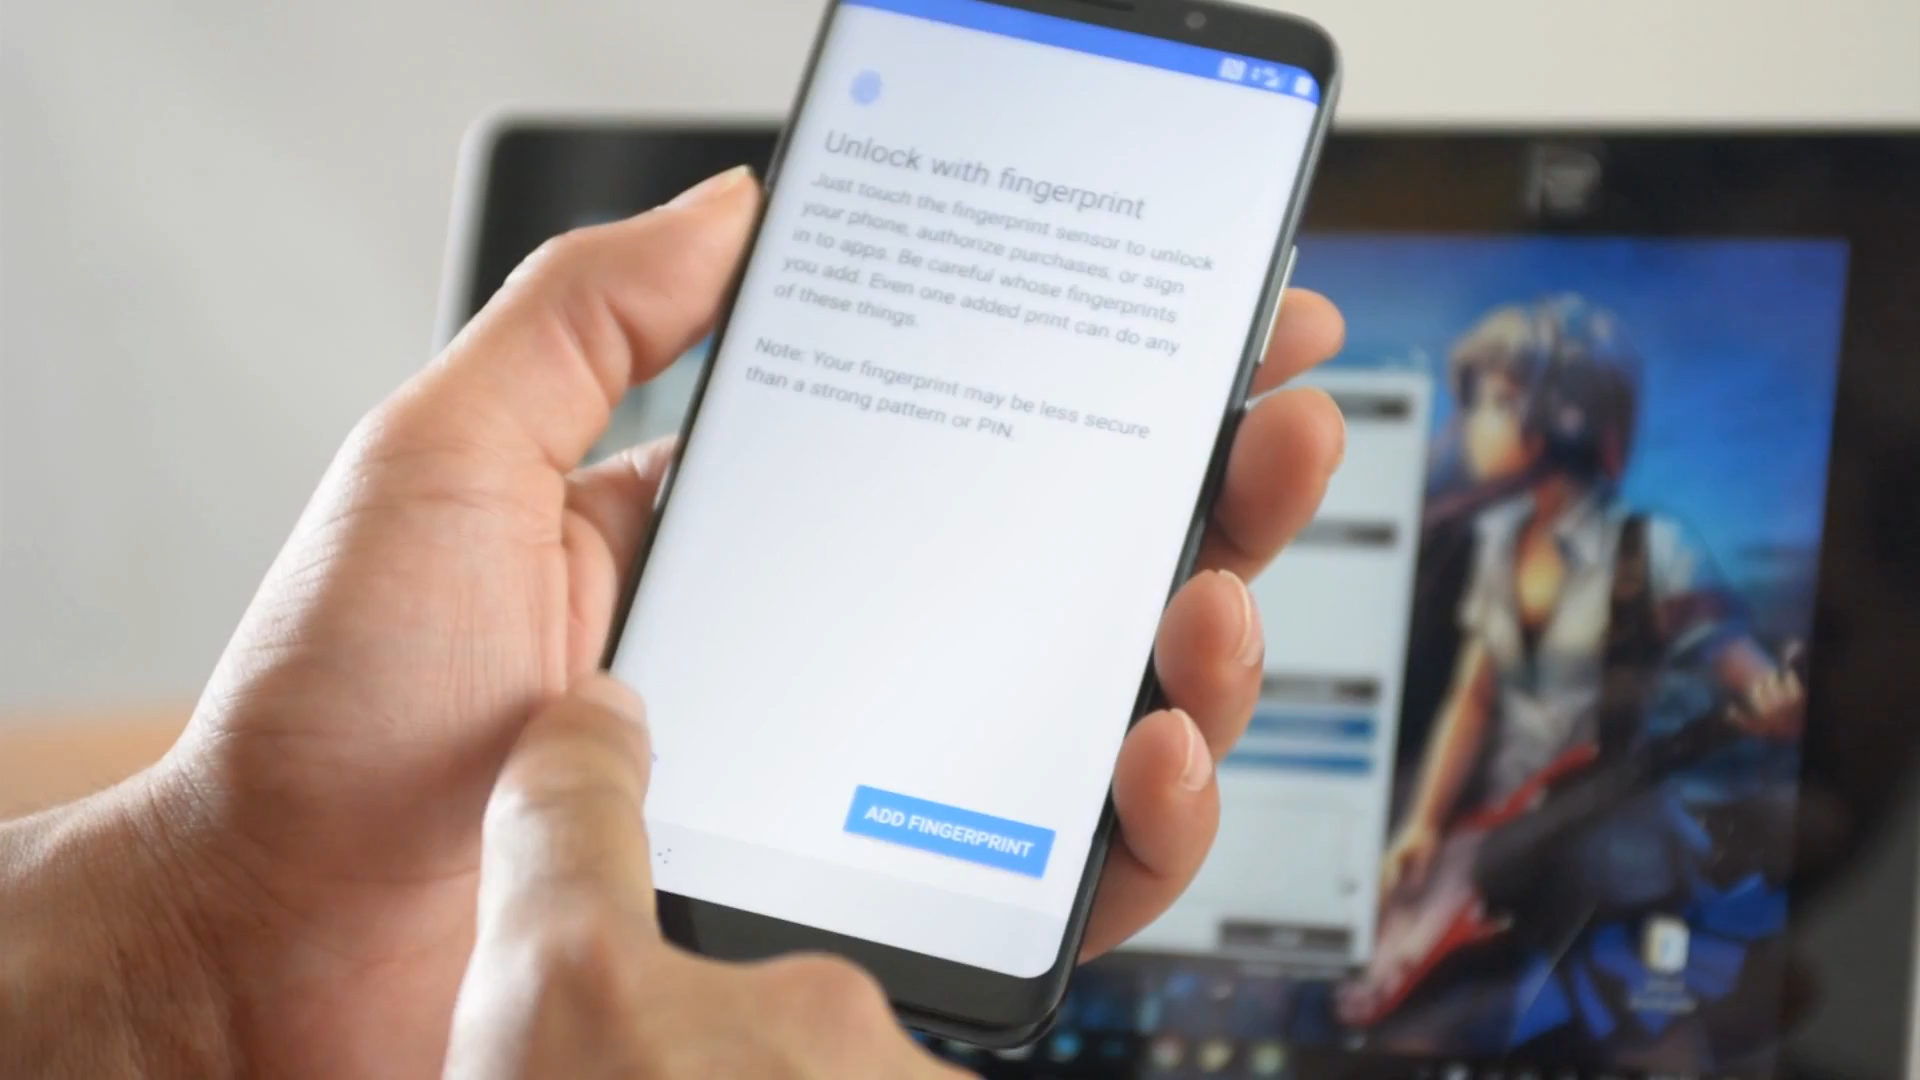 Unlock with fingerprint
Just touch the fingerprint sensor to unlock
your phone, authorize purchases, or sign
in to apps. Be careful whose fingerprints
you add. Even one added print can do any
of these things.
Note: Your fingerprint may be less secure
than a strong pattern or PIN.
ADD FINGERPRINT